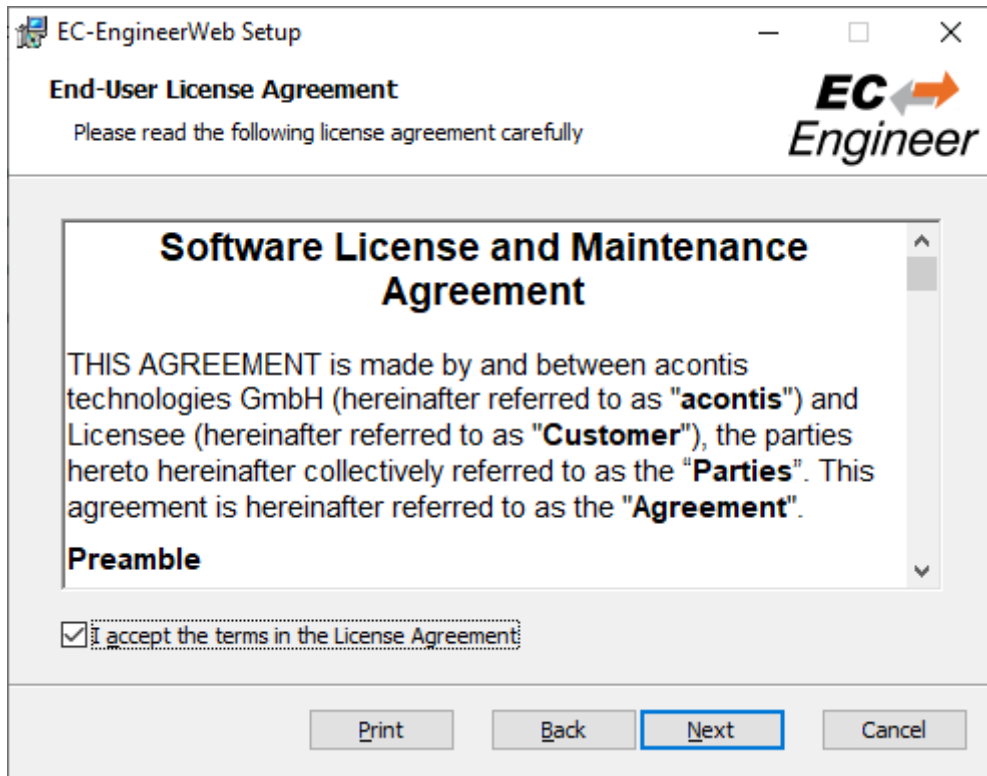 EC-EngineerWeb Setup
End-User License Agreement
Please read the following license agreement carefully
EC
Engineer
Software License and Maintenance
Agreement
THIS AGREEMENT is made by and between acontis
technologies GmbH (hereinafter referred to as "acontis") and
Licensee (hereinafter referred to as "Customer"), the parties
hereto hereinafter collectively referred to as the “Parties”. This
agreement is hereinafter referred to as the "Agreement".
Preamble
I accept the terms in the License Agreement
Print Back Next Cancel